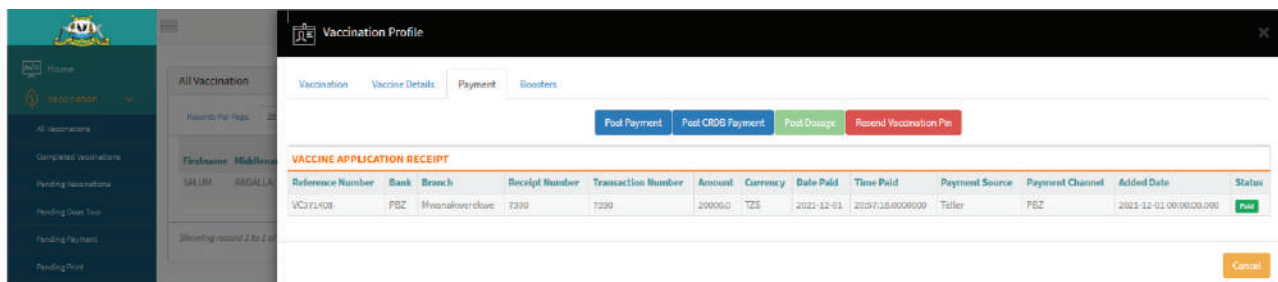 Vaccination Profile
Home
Vaccination
All Vaccinations
Completed Vaccinations
Pending Vaccinations
Pending Dose Two
Pending Payment
Pending Print
All Vaccination
Records Per Page
Firstname
SALUM ABDALLA
Vaccination Vaccine Details Payment Boosters
Post Payment Post CRDB Payment Post Dosage Resend Vaccination Pin
VACCINE APPLICATION RECEIPT
Reference Number Bank Branch Receipt Number Transaction Number Amount Currency Date Paid Time Paid Payment Source Payment Channel Added Date Status
VC371408 PBZ Mwanakwerekwe 7390 7390 20000.0 TZS 2021-12-01 Teller PBZ 2021-12-01 00:00:00.000 Paid
Cancel